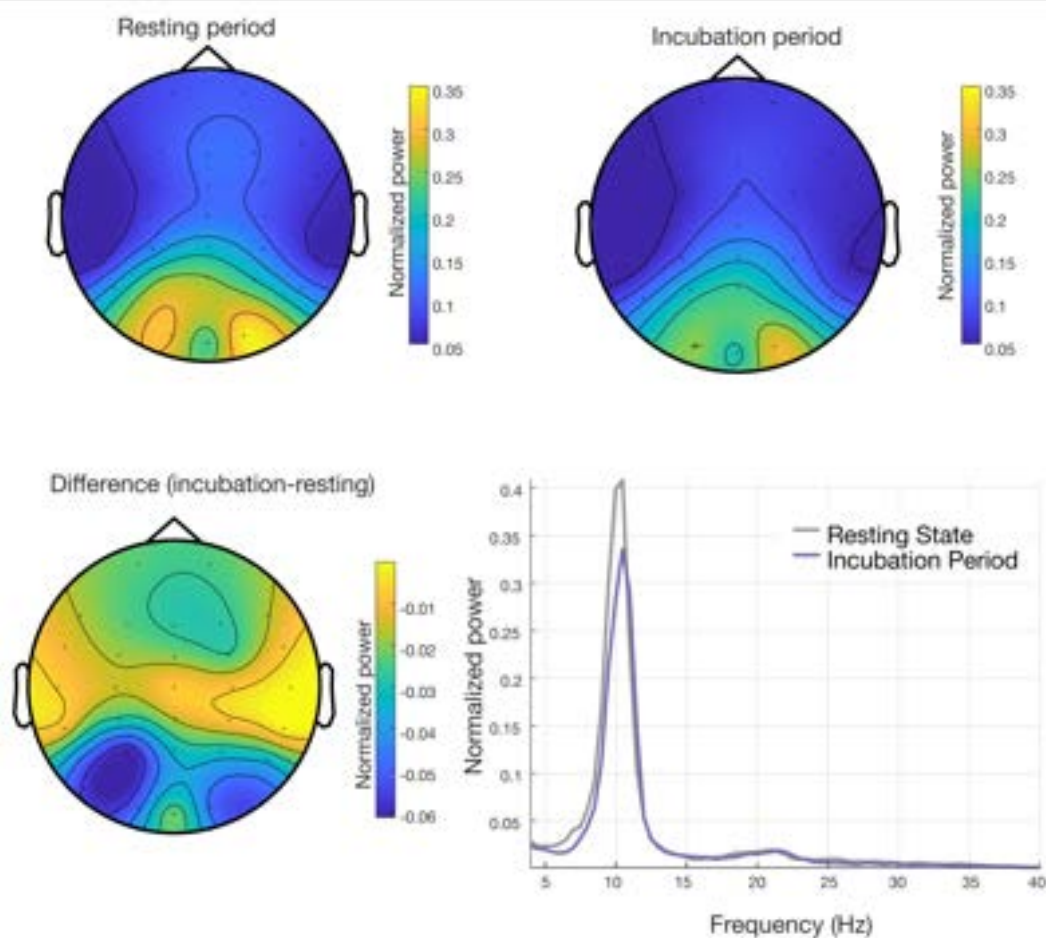 Resting period
Normalized power
0.35
0.3
0.25
0.2
0.15
0.1
0.05
Incubation period
Normalized power
0.35
0.3
0.25
0.2
0.15
0.1
0.05
Difference (incubation-resting)
Normalized power
-0.01
-0.02
-0.03
-0.04
-0.05
-0.06
Normalized power
0.4
0.35
0.3
0.25
0.2
0.15
0.1
0.05
Resting State
Incubation Period
5 10 15 20 25 30 35 40
Frequency (Hz)